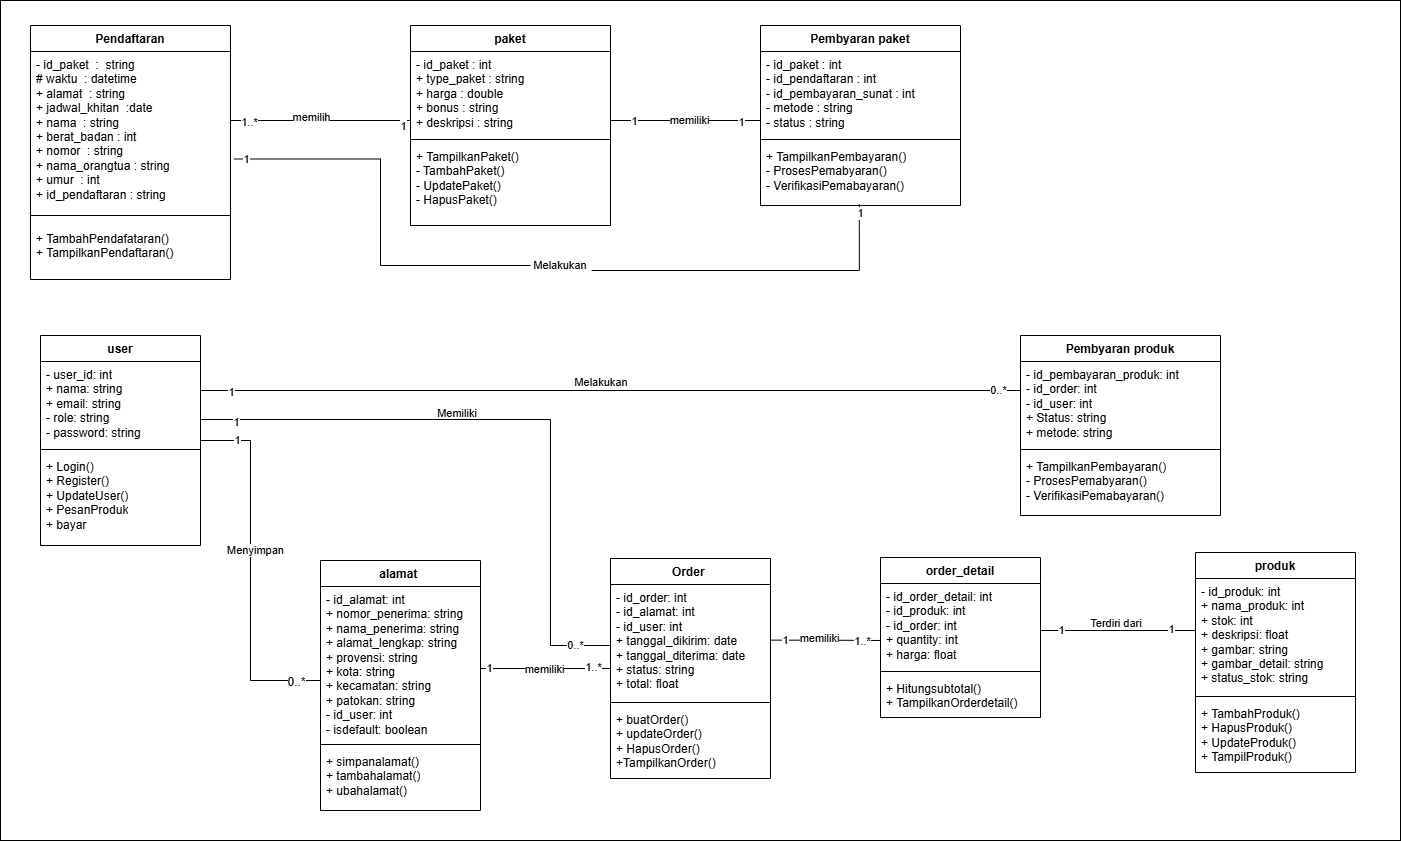 Pendaftaran
- id_paket : string
# waktu : datetime
+ alamat : string
+ jadwal_khitan :date
+ nama : string
+ berat_badan : int
+ nomor : string
+ nama_orangtua : string
+ umur : int
+ id_pendaftaran : string
+ TambahPendafataran()
+ TampilkanPendaftaran()
1..*
memilih
1
paket
- id_paket : int
+ type_paket : string
+ harga : double
+ bonus : string
+ deskripsi : string
+ TampilkanPaket()
- TambahPaket()
- UpdatePaket()
- HapusPaket()
1
memiliki
1
Pembyaran paket
- id_paket : int
- id_pendaftaran : int
- id_pembayaran_sunat : int
- metode : string
- status : string
+ TampilkanPembayaran()
- ProsesPemabyaran()
- VerifikasiPemabayaran()
1
Melakukan
1
user
- user_id: int
+ nama: string
+ email: string
- role: string
- password: string
+ Login()
+ Register()
+ UpdateUser()
+ PesanProduk
+ bayar
1
Melakukan
0..*
Pembyaran produk
- id_pembayaran_produk: int
- id_order: int
- id_user: int
+ Status: string
+ metode: string
+ TampilkanPembayaran()
- ProsesPemabyaran()
- VerifikasiPemabayaran()
1
Memiliki
0..*
1
Menyimpan
0..*
alamat
- id_alamat: int
+ nomor_penerima: string
+ nama_penerima: string
+ alamat_lengkap: string
+ provensi: string
+ kota: string
+ kecamatan: string
+ patokan: string
- id_user: int
- isdefault: boolean
+ simpanalamat()
+ tambahalamat()
+ ubahalamat()
1
memiliki
1..*
Order
- id_order: int
- id_alamat: int
- id_user: int
+ tanggal_dikirim: date
+ tanggal_diterima: date
+ status: string
+ total: float
+ buatOrder()
+ updateOrder()
+ HapusOrder()
+TampilkanOrder()
1
memiliki
1..*
order_detail
- id_order_detail: int
- id_produk: int
- id_order: int
+ quantity: int
+ harga: float
+ Hitungsubtotal()
+ TampilkanOrderdetail()
1
Terdiri dari
1
produk
- id_produk: int
+ nama_produk: int
+ stok: int
+ deskripsi: float
+ gambar: string
+ gambar_detail: string
+ status_stok: string
+ TambahProduk()
+ HapusProduk()
+ UpdateProduk()
+ TampilProduk()